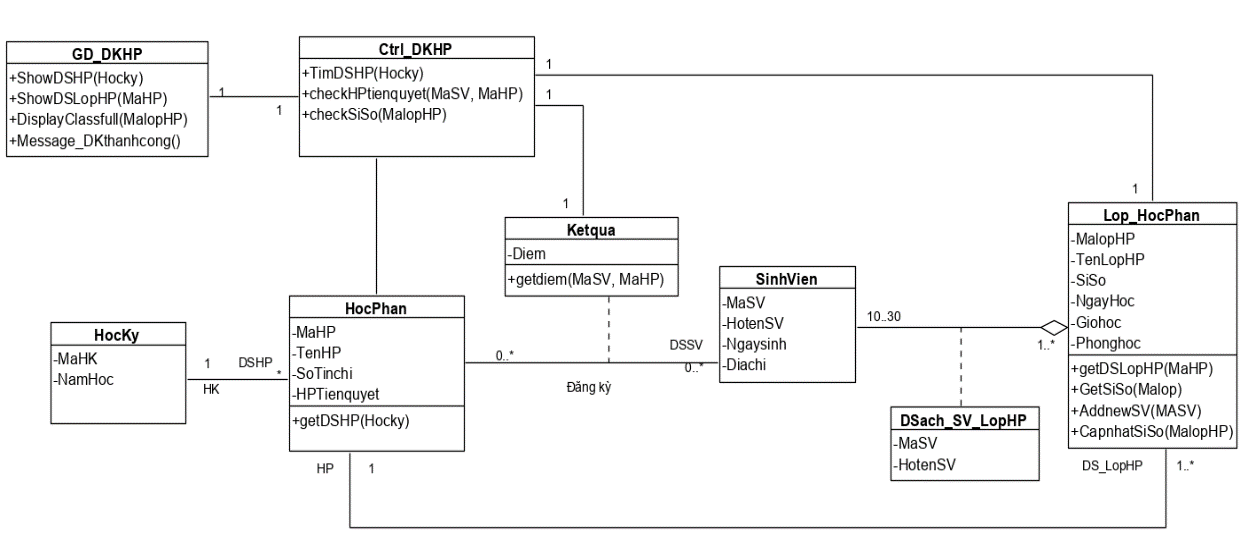 GD_DKHP
+ShowDSHP(Hocky)
+ShowDSLopHP(MaHP)
+DisplayClassfull(MalopHP)
+Message_DKthanhcong()
1
1
Ctrl_DKHP
+TimDSHP(Hocky)
+checkHPtienquyet(MaSV, MaHP)
+checkSiSo(MalopHP)
1
1
1
1
Ketqua
-Diem
+getdiem(MaSV, MaHP)
Lop_HocPhan
-MalopHP
-TenLopHP
-SiSo
-NgayHoc
-Giohoc
-Phonghoc
+getDSLopHP(MaHP)
+GetSiSo(Malop)
+AddnewSV(MASV)
+CapnhatSiSo(MalopHP)
SinhVien
-MaSV
-HotenSV
-Ngaysinh
-Diachi
10..30
1..*
HocPhan
-MaHP
-TenHP
-SoTinchi
-HPTienquyet
+getDSHP(Hocky)
HocKy
-MaHK
-NamHoc
1
HK
DSHP
*
0..*
DSSV
0..*
Đăng kỳ
DSach_SV_LopHP
-MaSV
-HotenSV
HP
1
DS_LopHP
1..*